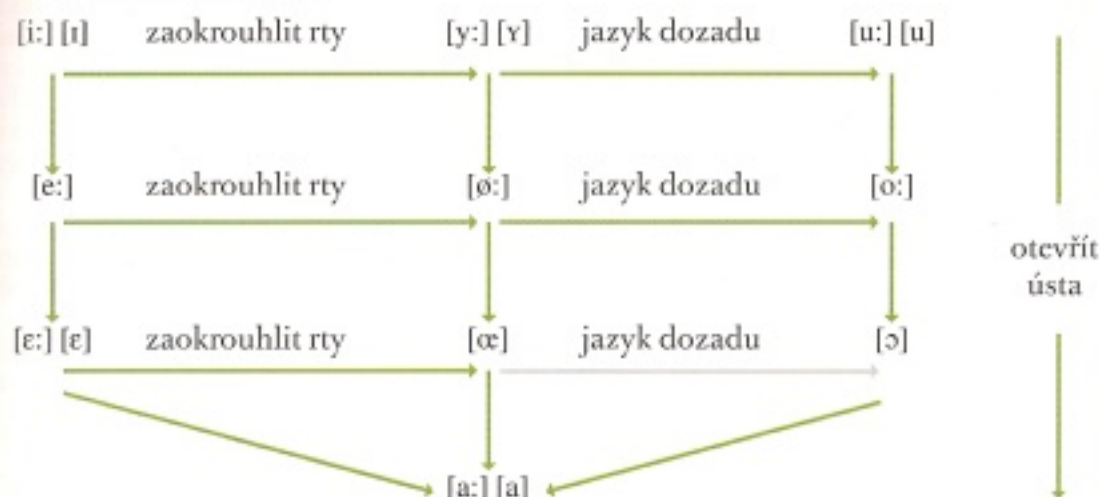 [i:] [ɪ] zaokrouhlit rty [y:] [ʏ] jazyk dozadu [u:] [u]
[e:] zaokrouhlit rty [ø:] jazyk dozadu [o:]
otevřít
ústa
[ɛ:] [ɛ] zaokrouhlit rty [œ] jazyk dozadu [ɔ]
[a:] [a]